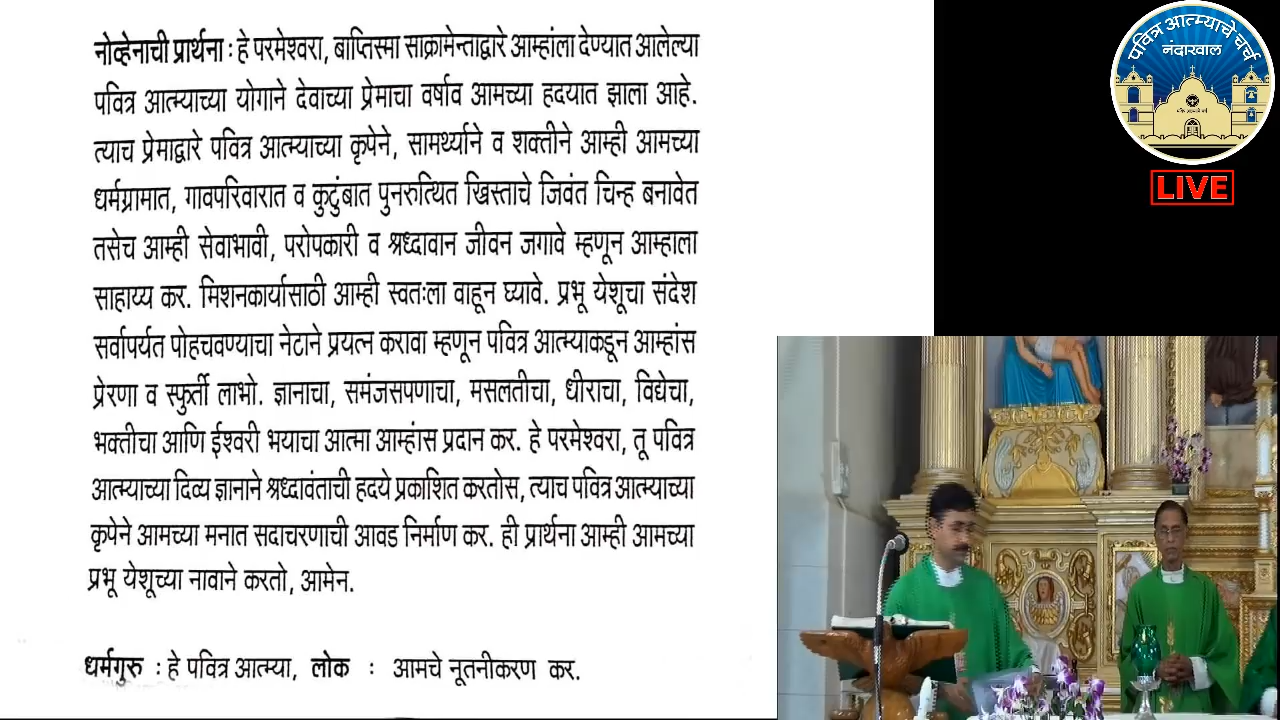 नोव्हेनाची प्रार्थना : हे परमेश्वरा, बाप्तिस्मा साक्रामेन्ताद्वारे आम्हांला देण्यात आलेल्या
पवित्र आत्म्याच्या योगाने देवाच्या प्रेमाचा वर्षाव आमच्या हदयात झाला आहे.
त्याच प्रेमाद्वारे पवित्र आत्म्याच्या कृपेने, सामर्थ्याने व शक्तीने आम्ही आमच्या
धर्मग्रामात, गावपरिवारात व कुटुंबात पुनरुत्थित ख्रिस्ताचे जिवंत चिन्ह बनावेत
तसेच आम्ही सेवाभावी, परोपकारी व श्रध्दावान जीवन जगावे म्हणून आम्हाला
साहाय्य कर. मिशनकार्यासाठी आम्ही स्वतःला वाहून घ्यावे. प्रभू येशूचा संदेश
सर्वापर्यत पोहचवण्याचा नेटाने प्रयत्न करावा म्हणून पवित्र आत्म्याकडून आम्हांस
प्रेरणा व स्फुर्ती लाभो. ज्ञानाचा, समंजसपणाचा, मसलतीचा, धीराचा, विद्येचा,
भक्तीचा आणि ईश्वरी भयाचा आत्मा आम्हांस प्रदान कर. हे परमेश्वरा, तू पवित्र
आत्म्याच्या दिव्य ज्ञानाने श्रध्दावंताची हदये प्रकाशित करतोस, त्याच पवित्र आत्म्याच्या
कृपेने आमच्या मनात सदाचरणाची आवड निर्माण कर. ही प्रार्थना आम्ही आमच्या
प्रभू येशूच्या नावाने करतो, आमेन.
धर्मगुरु : हे पवित्र आत्म्या, लोक : आमचे नूतनीकरण कर.
पवित्र आत्म्याचे चर्च
नंदाखाल
LIVE